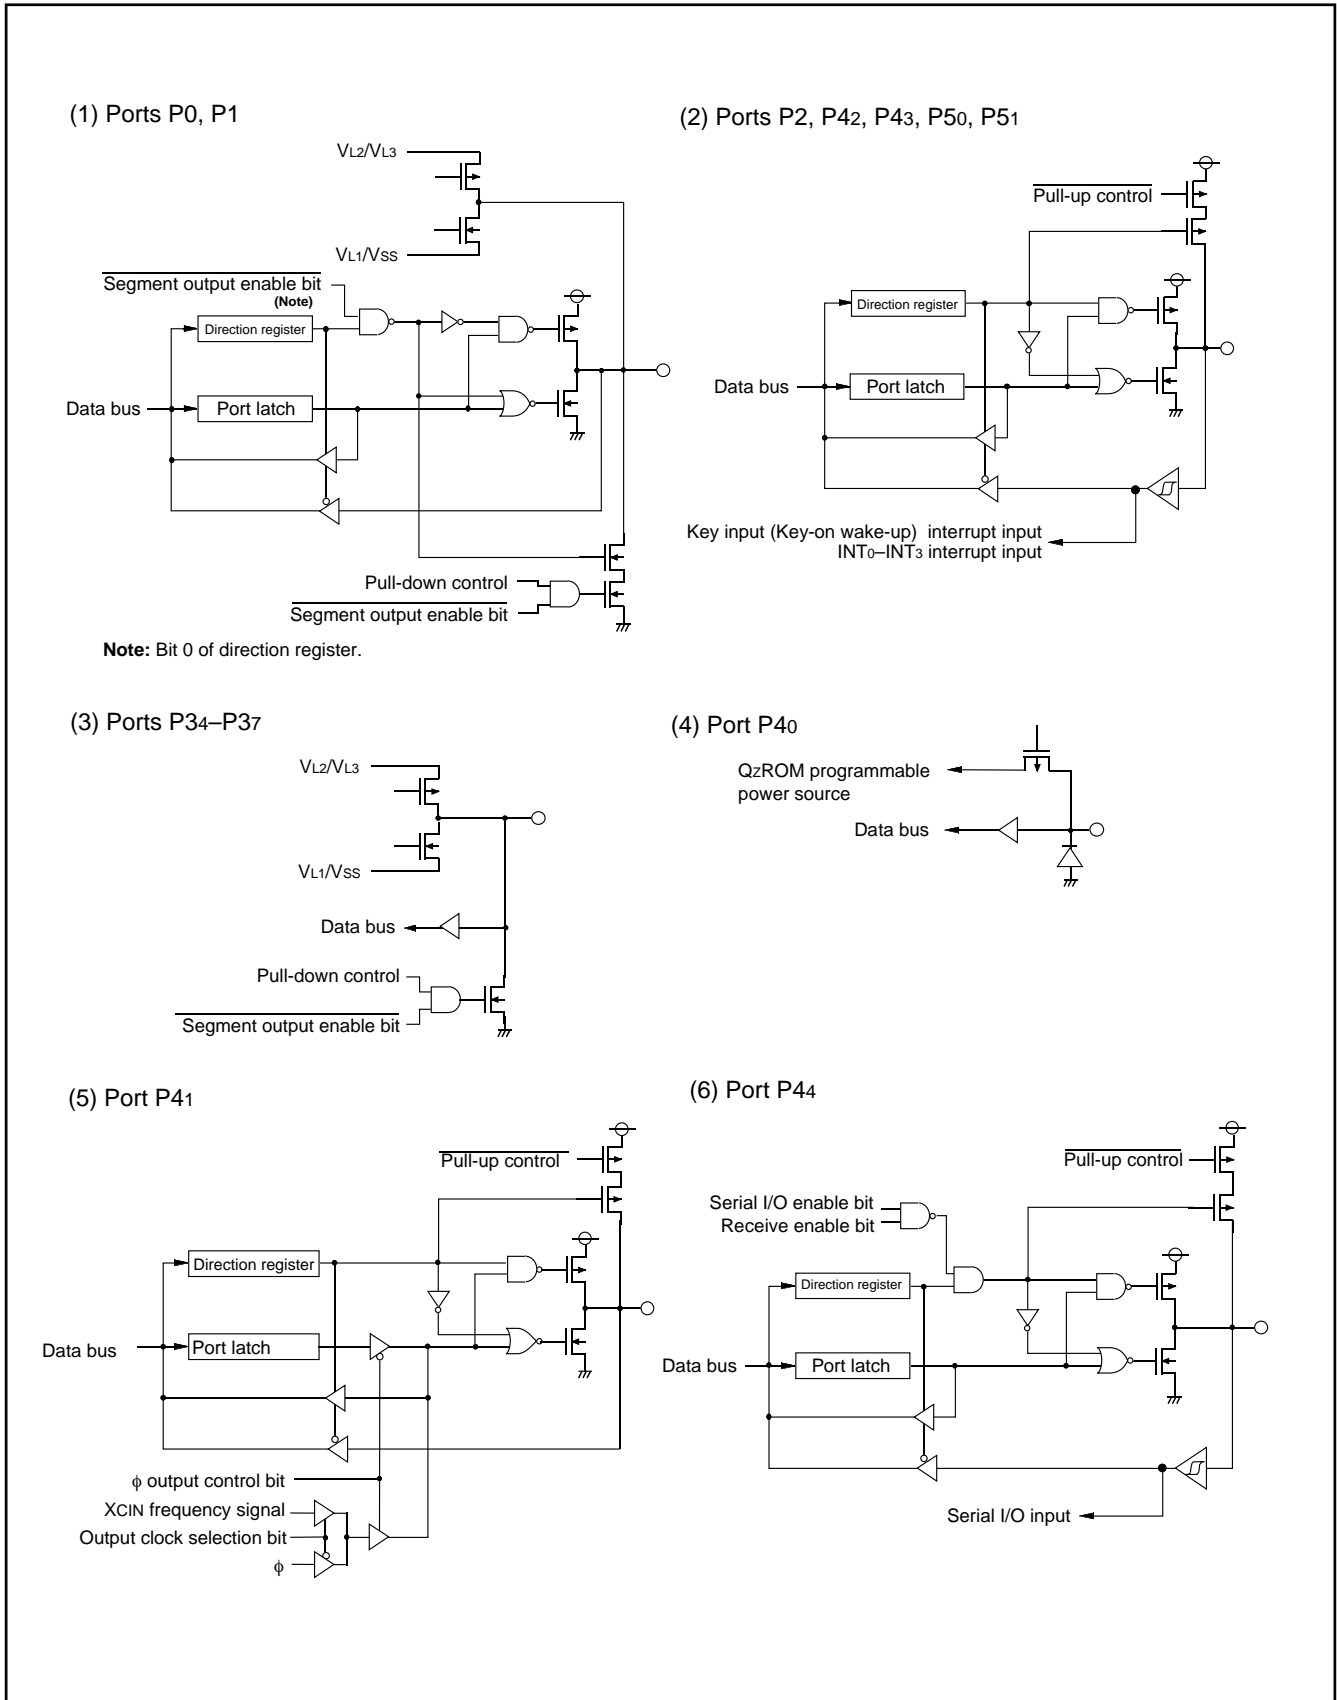 (1) Ports P0, P1
VL2/VL3
VL1/VSS
Segment output enable bit
(Note)
Direction register
Data bus
Port latch
Pull-down control
Segment output enable bit
Note: Bit 0 of direction register.
(2) Ports P2, P42, P43, P50, P51
Pull-up control
Direction register
Data bus
Port latch
Key input (Key-on wake-up) interrupt input
INT0–INT3 interrupt input
(3) Ports P34–P37
VL2/VL3
VL1/VSS
Data bus
Pull-down control
Segment output enable bit
(4) Port P40
QzROM programmable
power source
Data bus
(5) Port P41
Pull-up control
Direction register
Data bus
Port latch
ϕ output control bit
XCIN frequency signal
Output clock selection bit
ϕ
(6) Port P44
Pull-up control
Serial I/O enable bit
Receive enable bit
Direction register
Data bus
Port latch
Serial I/O input